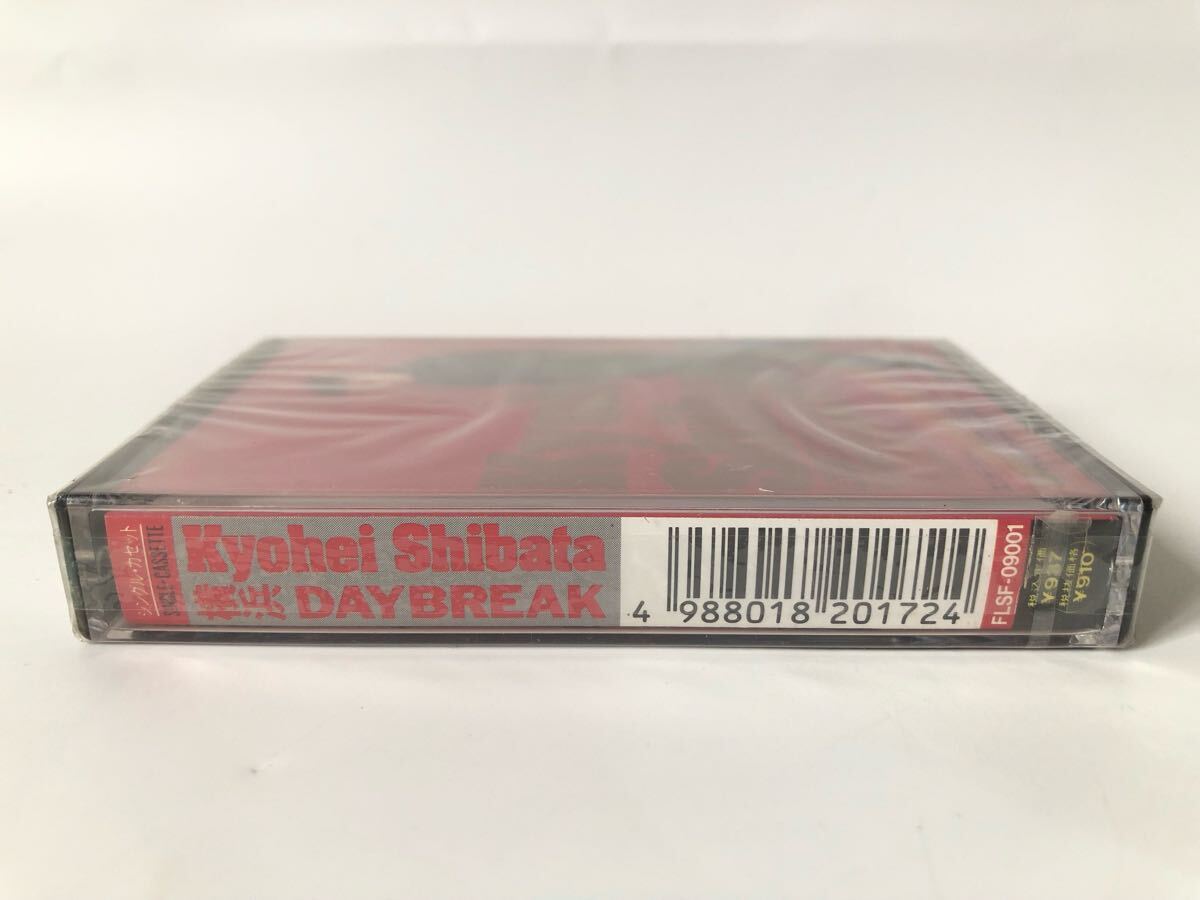 シングル・カセット
SINGLE・CASSETTE
Kyohei Shibata
横浜 DAYBREAK
4 988018 201724
FLSF-09001
税込定価
¥937
税抜価格
¥910